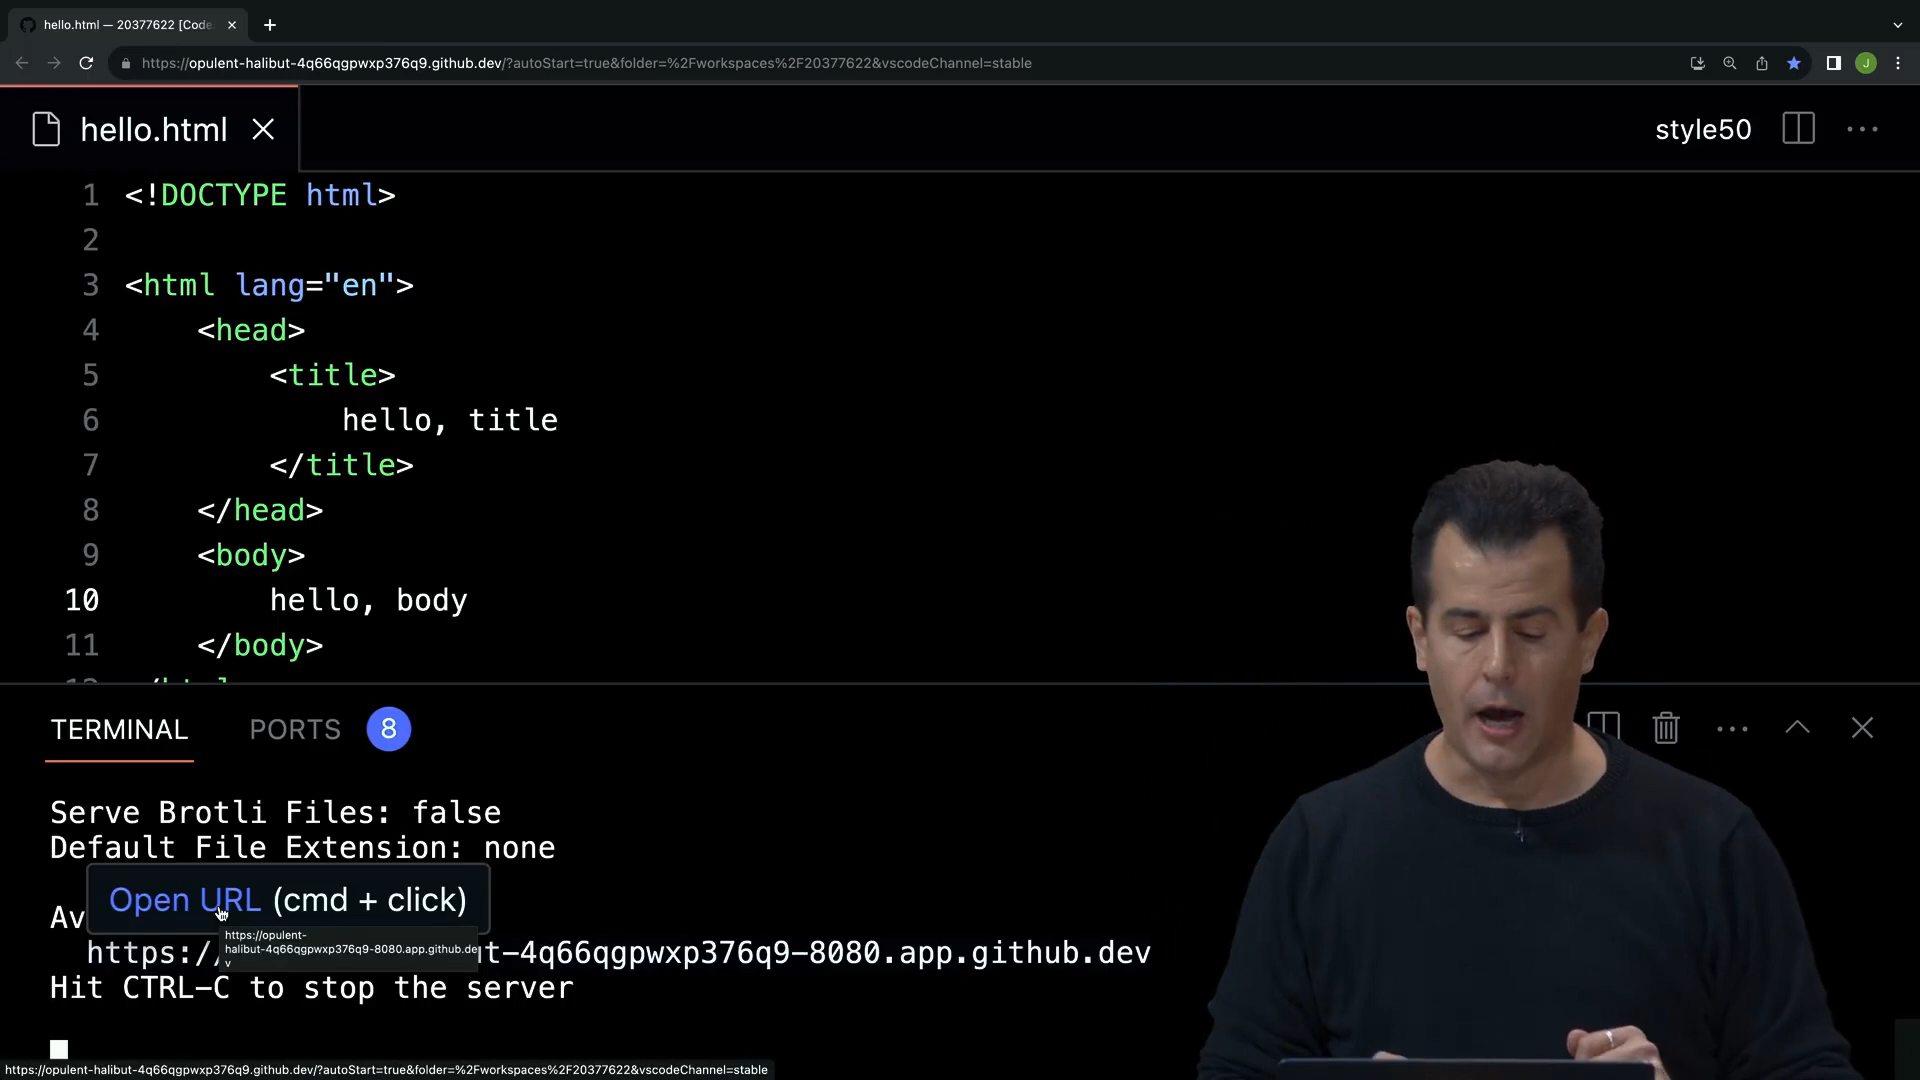 hello.html — 20377622 [Code
https://opulent-halibut-4q66qgpwxp376q9.github.dev/?autoStart=true&folder=%2Fworkspaces%2F20377622&vscodeChannel=stable
J
hello.html
style50
1 <!DOCTYPE html>
2
3 <html lang="en">
4 <head>
5 <title>
6 hello, title
7 </title>
8 </head>
9 <body>
10 hello, body
11 </body>
TERMINAL PORTS 8
Serve Brotli Files: false
Default File Extension: none
Open URL (cmd + click)
Av
https://opulent-
halibut-4q66qgpwxp376q9-8080.app.github.de
v
https:/ t-4q66qgpwxp376q9-8080.app.github.dev
Hit CTRL-C to stop the server
https://opulent-halibut-4q66qgpwxp376q9.github.dev/?autoStart=true&folder=%2Fworkspaces%2F20377622&vscodeChannel=stable